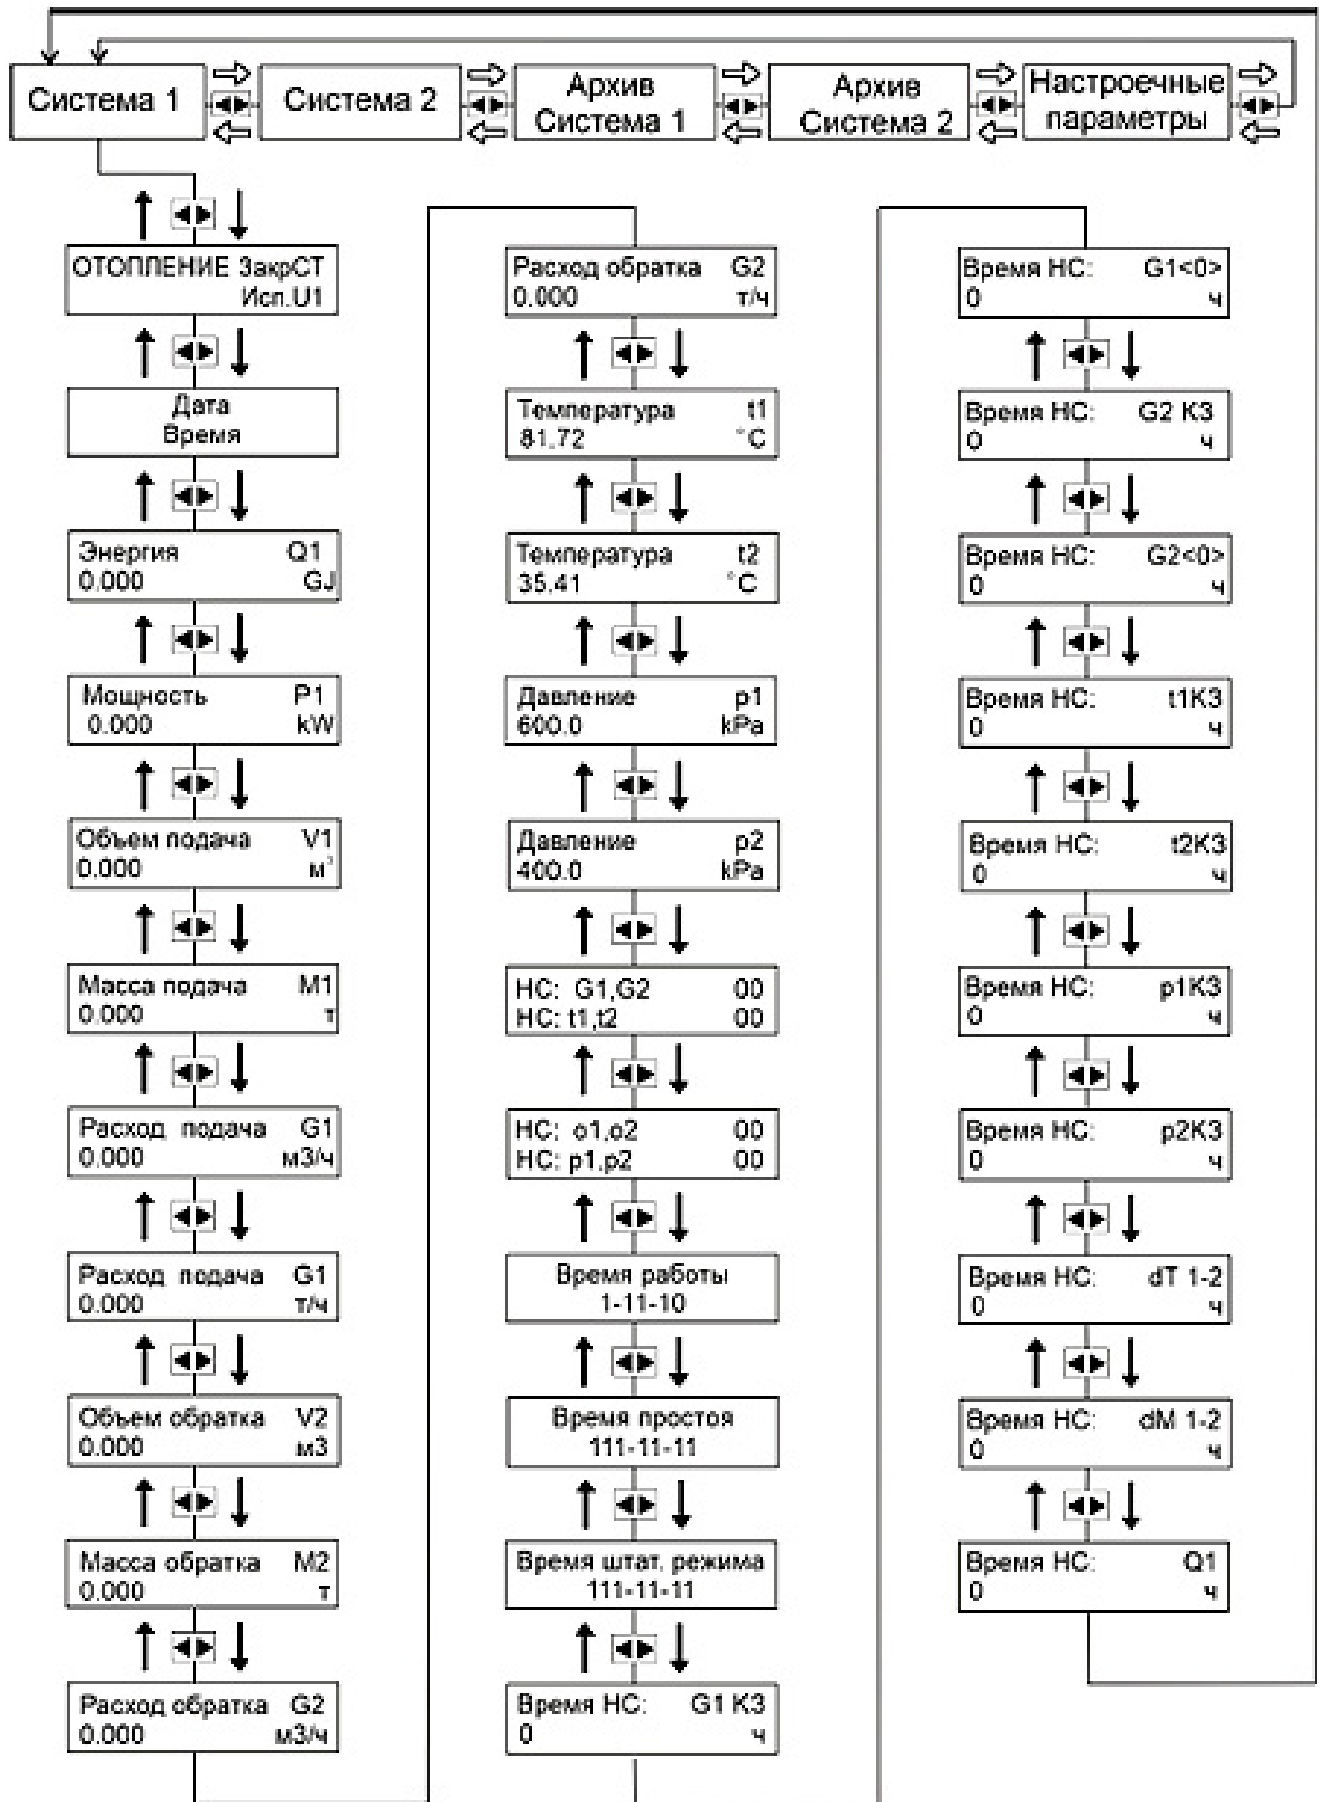 Система 1
Система 2
Архив
Система 1
Архив
Система 2
Настроечные
параметры
ОТОПЛЕНИЕ ЗакрСТ
Исп.U1
Дата
Время
Энергия Q1
0.000 GJ
Мощность P1
0.000 kW
Объем подача V1
0.000 м³
Масса подача M1
0.000 т
Расход подача G1
0.000 м3/ч
Расход подача G1
0.000 т/ч
Объем обратка V2
0.000 м3
Масса обратка M2
0.000 т
Расход обратка G2
0.000 м3/ч
Расход обратка G2
0.000 т/ч
Температура t1
81.72 °C
Температура t2
35.41 °C
Давление p1
600.0 kPa
Давление p2
400.0 kPa
НС: G1,G2 00
НС: t1,t2 00
НС: o1,o2 00
НС: p1,p2 00
Время работы
1-11-10
Время простоя
111-11-11
Время штат. режима
111-11-11
Время НС: G1 КЗ
0 ч
Время НС: G1<0>
0 ч
Время НС: G2 КЗ
0 ч
Время НС: G2<0>
0 ч
Время НС: t1КЗ
0 ч
Время НС: t2КЗ
0 ч
Время НС: p1КЗ
0 ч
Время НС: p2КЗ
0 ч
Время НС: dT 1-2
0 ч
Время НС: dM 1-2
0 ч
Время НС: Q1
0 ч